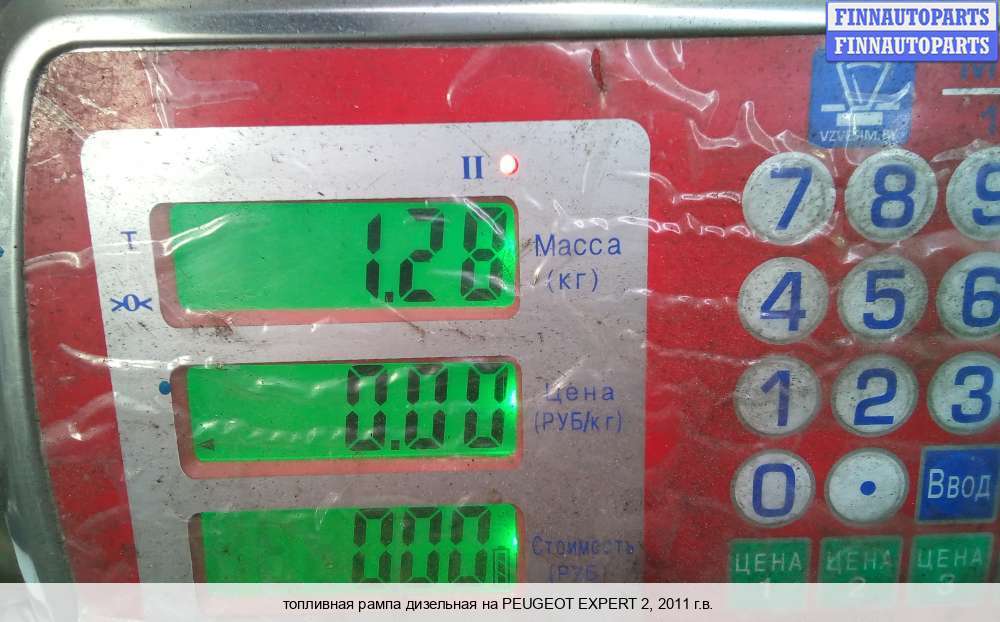 FINNAUTOPARTS
FINNAUTOPARTS
VZVESIM.BY
II
T
1.28
Масса
(кг)
>0<
0.00
Цена
(РУБ/кг)
0.00
Стоимость
(РУБ)
7 8 9
4 5 6
1 2 3
0 . Ввод
ЦЕНА 1
ЦЕНА 2
ЦЕНА 3
топливная рампа дизельная на PEUGEOT EXPERT 2, 2011 г.в.